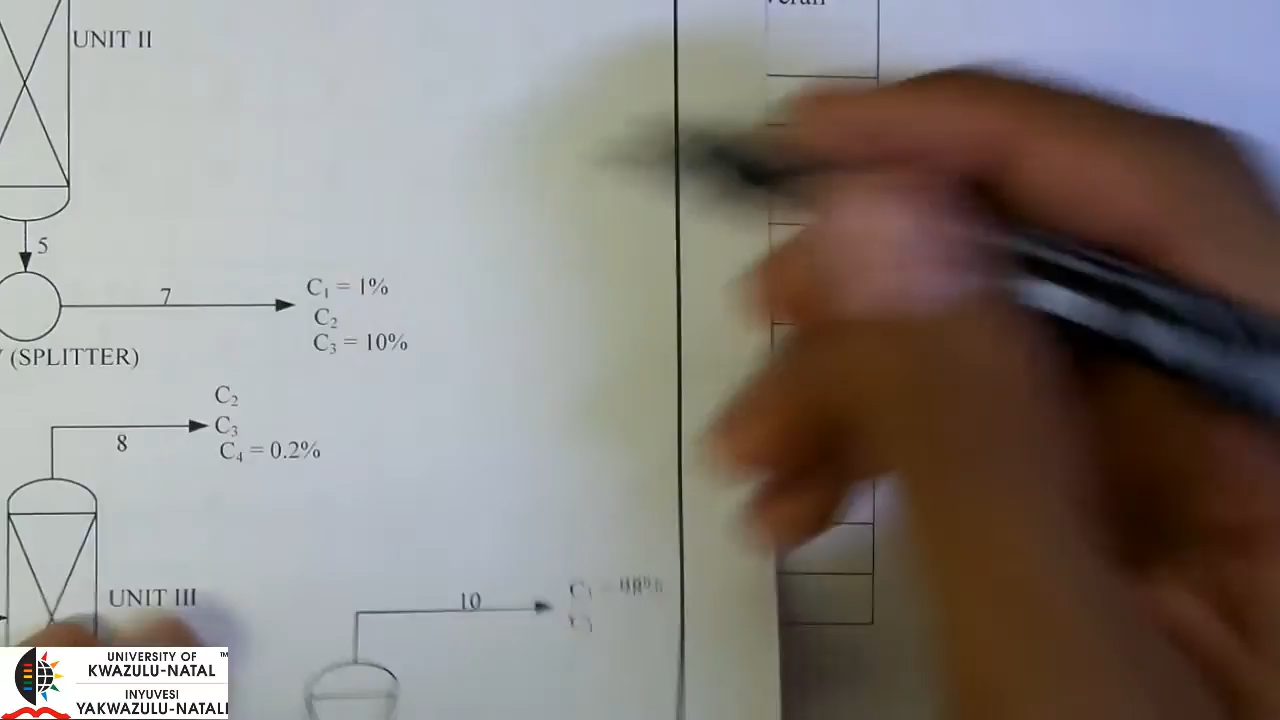 UNIT II
5
7
C₁ = 1%
C₂
C₃ = 10%
(SPLITTER)
C₂
C₃
C₄ = 0.2%
8
UNIT III
10
UNIVERSITY OF ™
KWAZULU-NATAL
INYUVESI
YAKWAZULU-NATALI